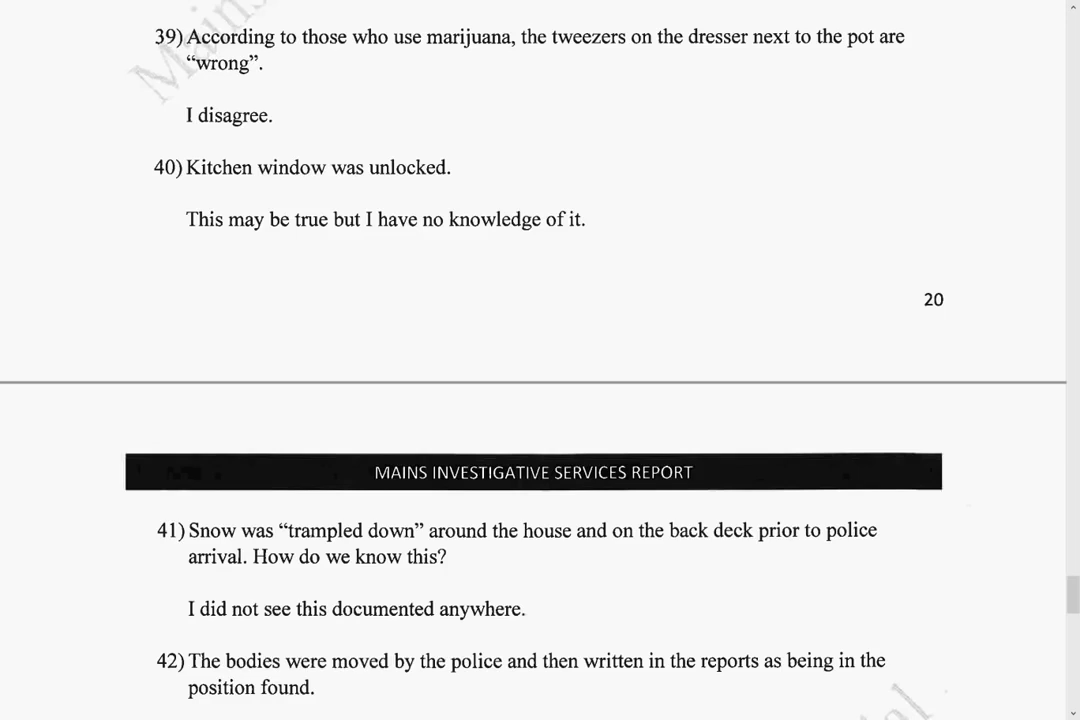 39) According to those who use marijuana, the tweezers on the dresser next to the pot are
“wrong”.
I disagree.
40) Kitchen window was unlocked.
This may be true but I have no knowledge of it.
20
MAINS INVESTIGATIVE SERVICES REPORT
41) Snow was “trampled down” around the house and on the back deck prior to police
arrival. How do we know this?
I did not see this documented anywhere.
42) The bodies were moved by the police and then written in the reports as being in the
position found.